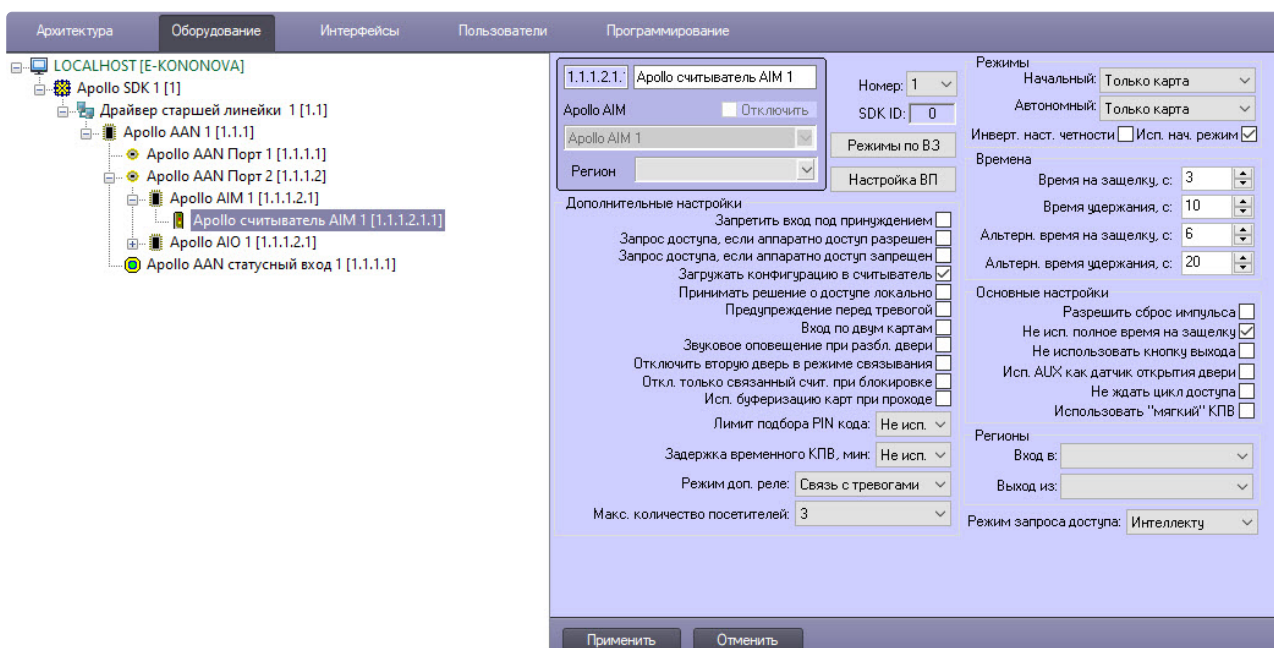 Архитектура Оборудование Интерфейсы Пользователи Программирование
LOCALHOST [E-KONONOVA]
Apollo SDK 1 [1]
Драйвер старшей линейки 1 [1.1]
Apollo AAN 1 [1.1.1]
Apollo AAN Порт 1 [1.1.1.1]
Apollo AAN Порт 2 [1.1.1.2]
Apollo AIM 1 [1.1.1.2.1]
Apollo считыватель AIM 1 [1.1.1.2.1.1]
Apollo AIO 1 [1.1.1.2.1]
Apollo AAN статусный вход 1 [1.1.1.1]
1.1.1.2.1. Apollo считыватель AIM 1
Apollo AIM Отключить
Apollo AIM 1
Регион
Номер: 1
SDK ID: 0
Режимы по ВЗ
Настройка ВП
Дополнительные настройки
Запретить вход под принуждением
Запрос доступа, если аппаратно доступ разрешен
Запрос доступа, если аппаратно доступ запрещен
Загружать конфигурацию в считыватель
Принимать решение о доступе локально
Предупреждение перед тревогой
Вход по двум картам
Звуковое оповещение при разбл. двери
Отключить вторую дверь в режиме связывания
Откл. только связанный счит. при блокировке
Исп. буферизацию карт при проходе
Лимит подбора PIN кода: Не исп.
Задержка временного КПВ, мин: Не исп.
Режим доп. реле: Связь с тревогами
Макс. количество посетителей: 3
Режимы
Начальный: Только карта
Автономный: Только карта
Инверт. наст. четности Исп. нач. режим
Времена
Время на защелку, с: 3
Время удержания, с: 10
Альтерн. время на защелку, с: 6
Альтерн. время удержания, с: 20
Основные настройки
Разрешить сброс импульса
Не исп. полное время на защелку
Не использовать кнопку выхода
Исп. AUX как датчик открытия двери
Не ждать цикл доступа
Использовать "мягкий" КПВ
Регионы
Вход в:
Выход из:
Режим запроса доступа: Интеллекту
Применить Отменить